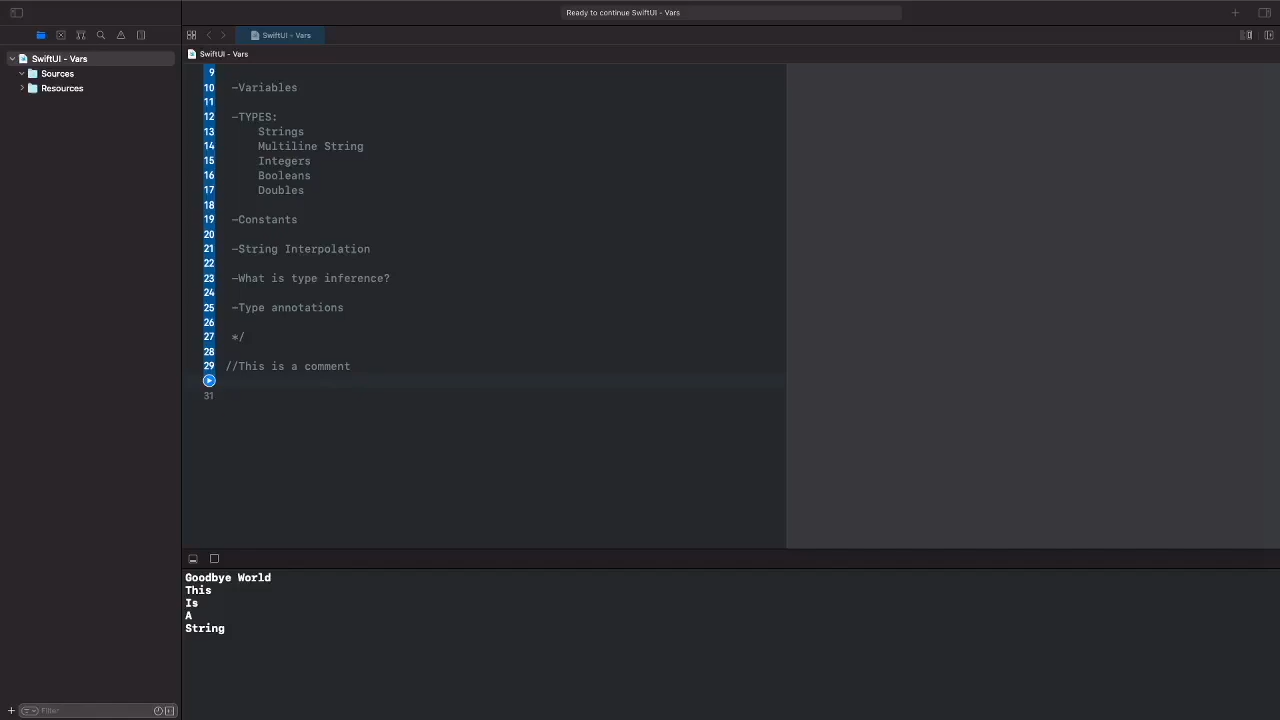 Ready to continue SwiftUI - Vars
SwiftUI - Vars
SwiftUI - Vars
SwiftUI - Vars
Sources
Resources
9
10 -Variables
11
12 -TYPES:
13 Strings
14 Multiline String
15 Integers
16 Booleans
17 Doubles
18
19 -Constants
20
21 -String Interpolation
22
23 -What is type inference?
24
25 -Type annotations
26
27 */
28
29 //This is a comment
31
Goodbye World
This
Is
A
String
Filter